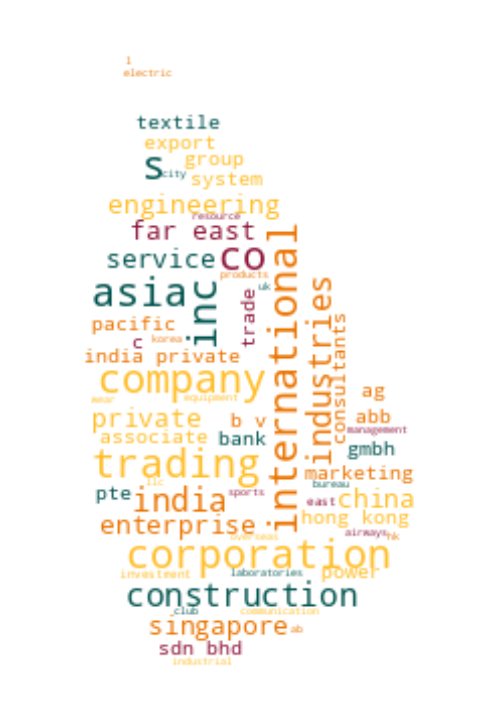 l
electric
textile
export
s
city
group
system
engineering
resource
far east
service
co
products
asia
inc
uk
trade
international
industries
consultants
pacific
c
korea
india private
company
equipment
wear
ag
private
b v
abb
management
associate
bank
gmbh
trading
marketing
llc
bureau
pte
india
sports
east
china
enterprise
hong kong
overseas
airways
hk
corporation
investment
laboratories
power
construction
club
communication
singapore
ab
sdn bhd
industrial